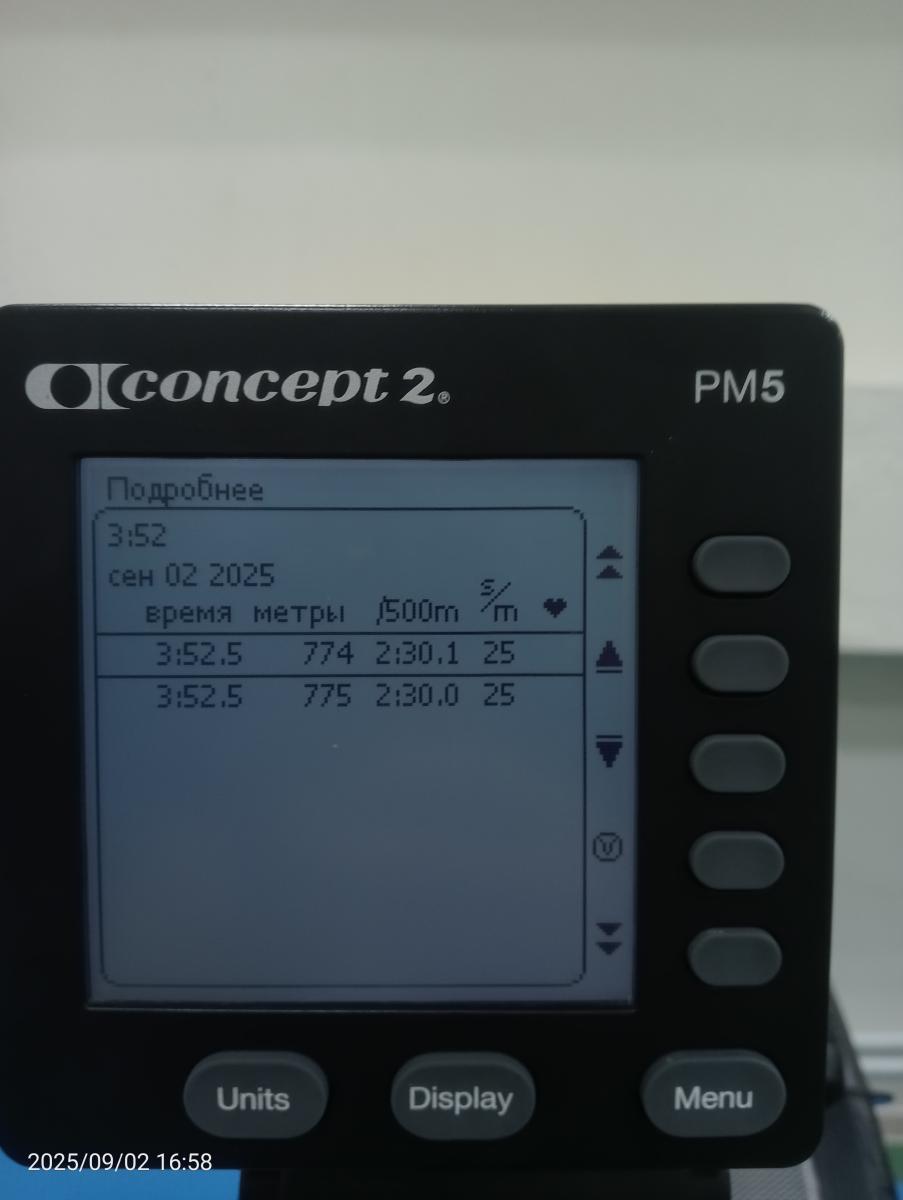 concept 2® PM5
Подробнее
3:52
сен 02 2025
время метры /500m s/m ♥
3:52.5 774 2:30.1 25
3:52.5 775 2:30.0 25
V
Units Display Menu
2025/09/02 16:58